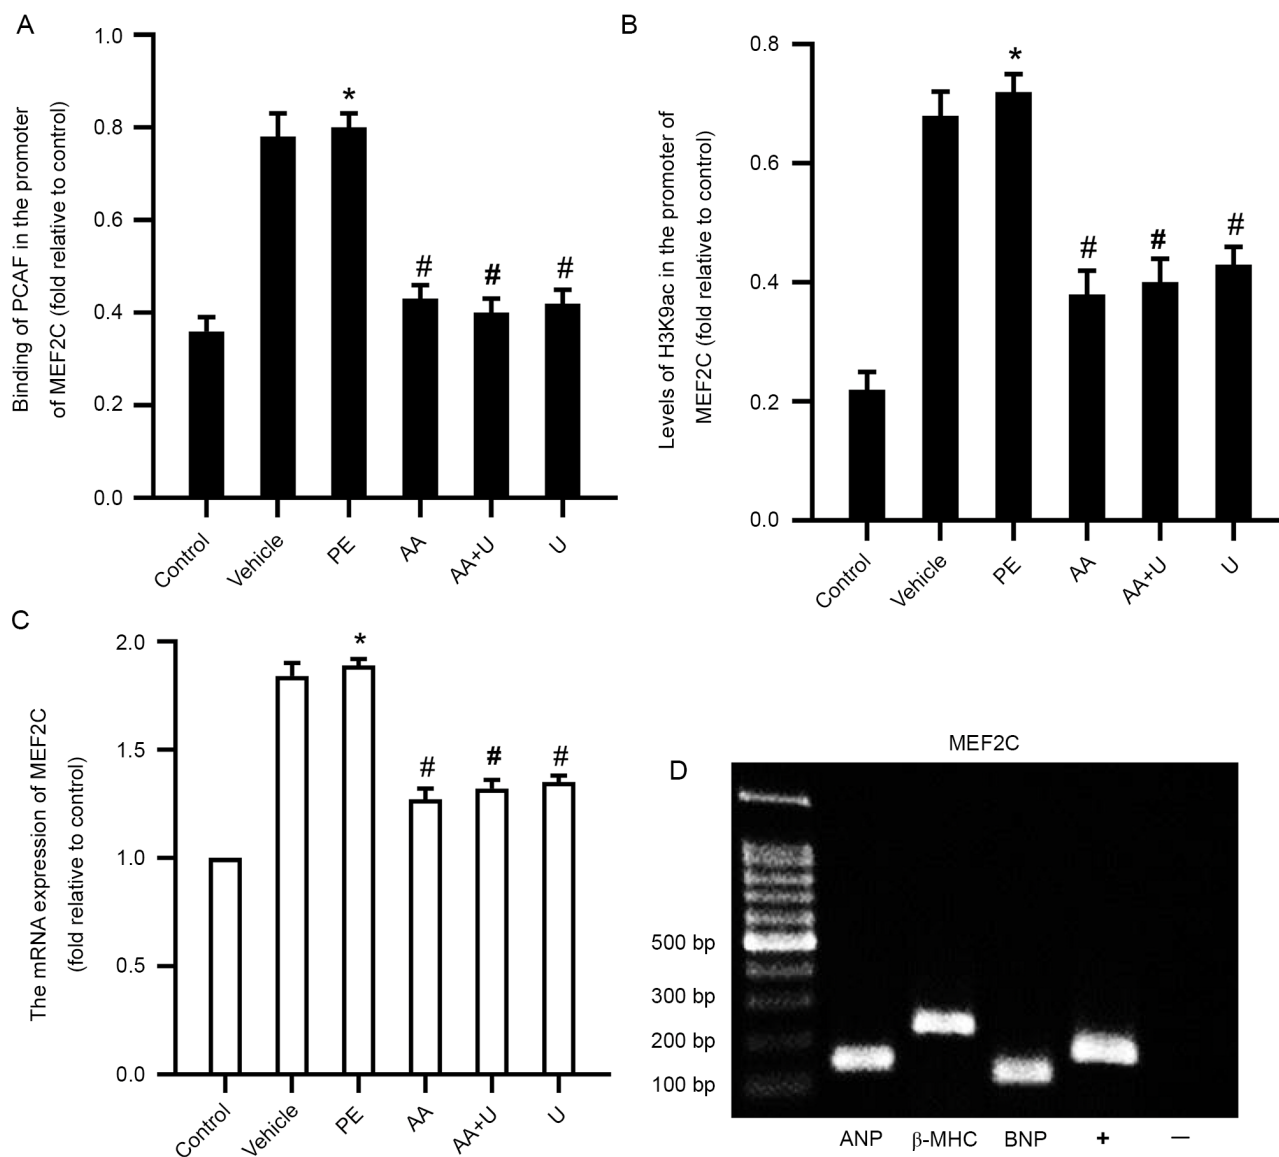 A
Binding of PCAF in the promoter
of MEF2C (fold relative to control)
1.0
0.8
0.6
0.4
0.2
0.0
*
#
#
#
Control
Vehicle
PE
AA
AA+U
U
B
Levels of H3K9ac in the promoter of
MEF2C (fold relative to control)
0.8
0.6
0.4
0.2
0.0
*
#
#
#
Control
Vehicle
PE
AA
AA+U
U
C
The mRNA expression of MEF2C
(fold relative to control)
2.0
1.5
1.0
0.5
0.0
*
#
#
#
Control
Vehicle
PE
AA
AA+U
U
D
MEF2C
500 bp
300 bp
200 bp
100 bp
ANP
β-MHC
BNP
+
—